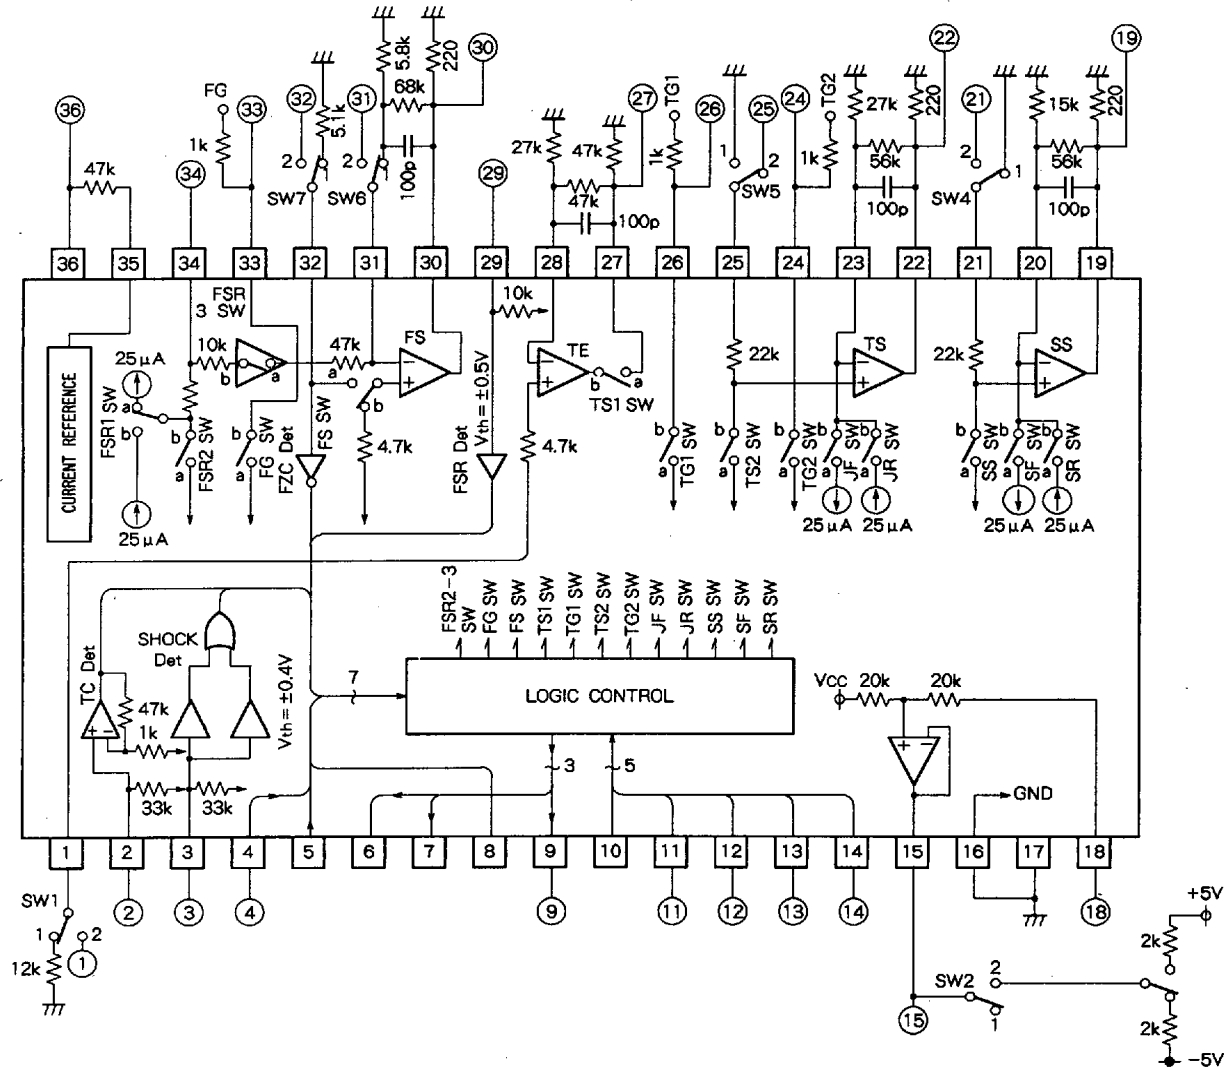 36
47k
FG
1k
33
34
32
2
5.1k
SW7
31
2
1
SW6
5.8k
68k
100p
220
30
29
27k
47k
47k
100p
27
TG1
1k
26
1
2
SW5
25
24
TG2
1k
27k
56k
100p
220
22
21
2
1
SW4
15k
56k
100p
220
19
36
35
34
33
32
31
30
29
28
27
26
25
24
23
22
21
20
19
CURRENT REFERENCE
FSR
3 SW
10k
b
a
25μA
a
b
FSR1 SW
25μA
b
a
FSR2 SW
b
a
FG SW
FZC Det
FS SW
47k
a
b
4.7k
FS
−
+
FSR Det
Vth=±0.5V
10k
TE
−
+
b
a
TS1 SW
4.7k
b
a
TG1 SW
22k
b
a
TS2 SW
b
a
TG2 SW
TS
−
+
b
a
JF SW
b
a
JR SW
25μA
25μA
22k
b
a
SS SW
SS
−
+
b
a
SF SW
b
a
SR SW
25μA
25μA
TC Det
+
−
47k
1k
33k
33k
SHOCK
Det
Vth=±0.4V
7
FSR2-3
SW
FG SW
FS SW
TS1 SW
TG1 SW
TS2 SW
TG2 SW
JF SW
JR SW
SS SW
SF SW
SR SW
LOGIC CONTROL
3
5
VCC
20k
20k
+
−
GND
1
2
3
4
5
6
7
8
9
10
11
12
13
14
15
16
17
18
SW1
1
2
12k
1
2
3
4
9
11
12
13
14
15
18
SW2
2
1
+5V
2k
2k
-5V